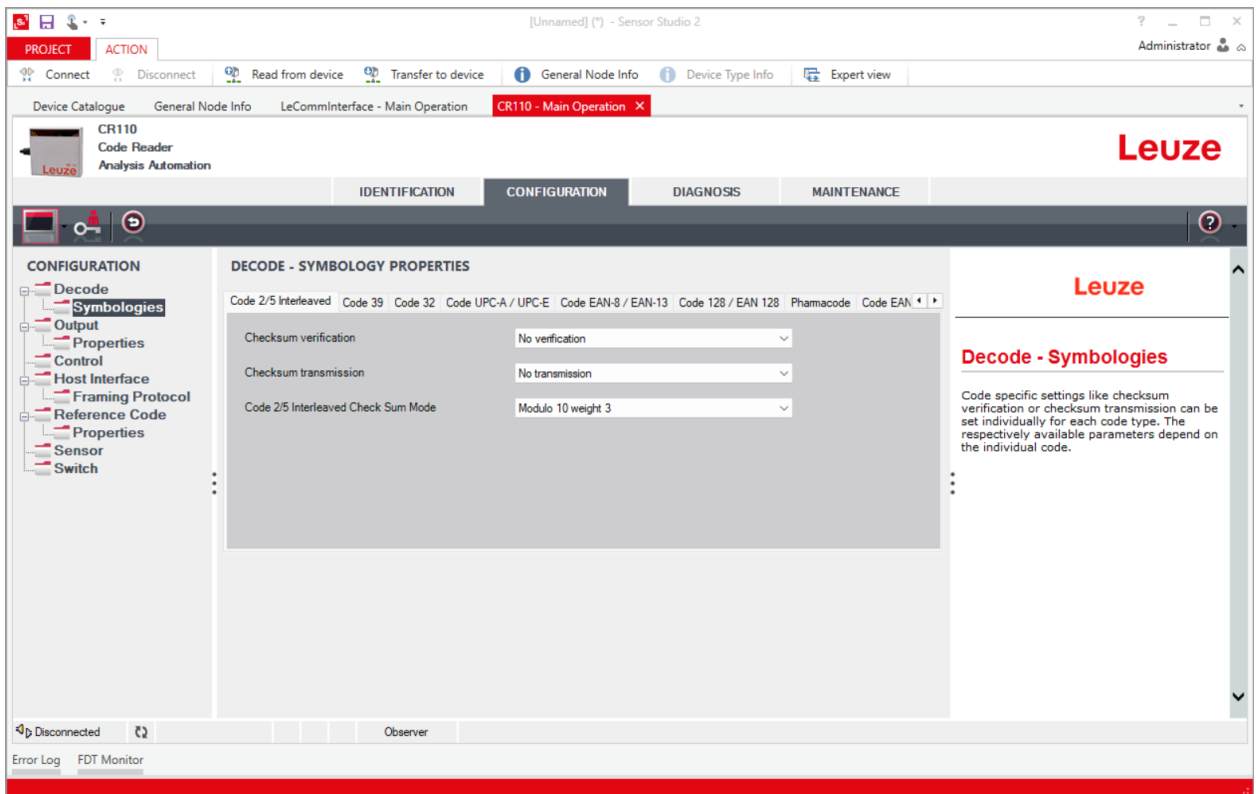 [Unnamed] (*) - Sensor Studio 2
PROJECT ACTION Administrator
Connect Disconnect Read from device Transfer to device General Node Info Device Type Info Expert view
Device Catalogue General Node Info LeCommInterface - Main Operation CR110 - Main Operation
CR110
Code Reader
Analysis Automation
Leuze
Leuze
IDENTIFICATION CONFIGURATION DIAGNOSIS MAINTENANCE
CONFIGURATION
Decode
Symbologies
Output
Properties
Control
Host Interface
Framing Protocol
Reference Code
Properties
Sensor
Switch
DECODE - SYMBOLOGY PROPERTIES
Code 2/5 Interleaved Code 39 Code 32 Code UPC-A / UPC-E Code EAN-8 / EAN-13 Code 128 / EAN 128 Pharmacode Code EAN
Checksum verification No verification
Checksum transmission No transmission
Code 2/5 Interleaved Check Sum Mode Modulo 10 weight 3
Leuze
Decode - Symbologies
Code specific settings like checksum
verification or checksum transmission can be
set individually for each code type. The
respectively available parameters depend on
the individual code.
Disconnected Observer
Error Log FDT Monitor